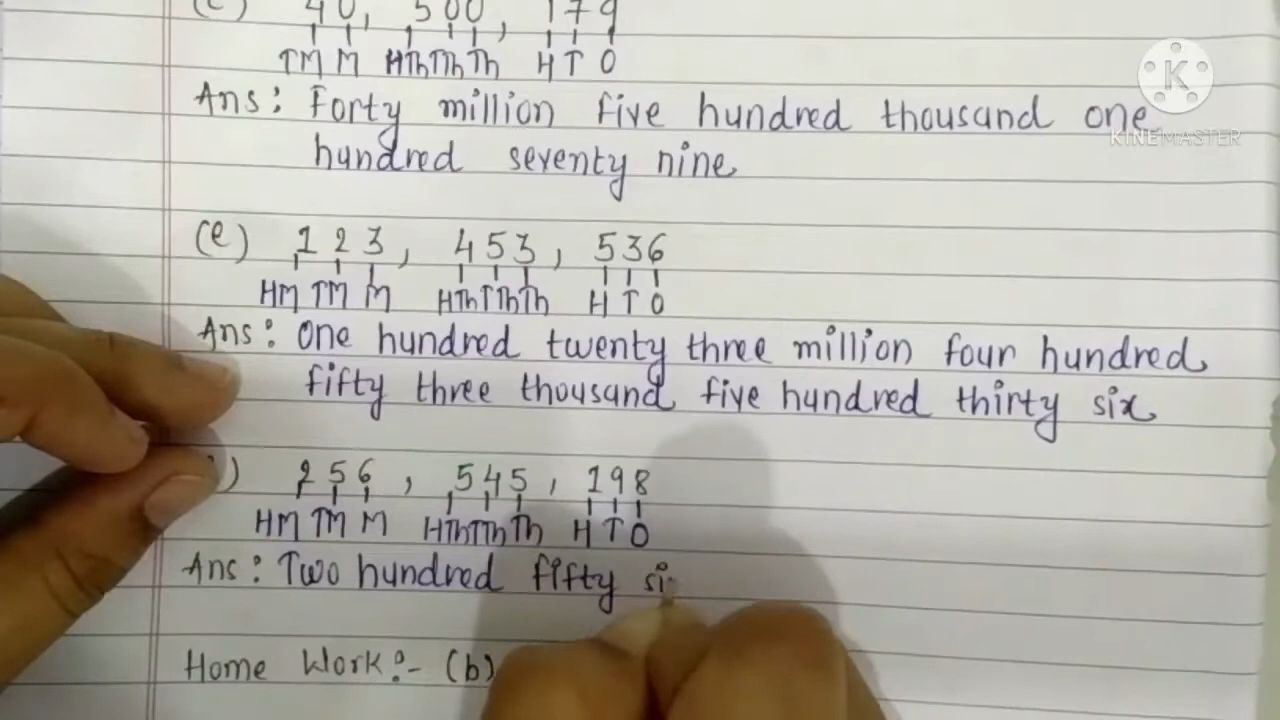 40, 500, 179
TM M HTh TTh Th H T O
Ans: Forty million five hundred thousand one
hundred seventy nine
KINEMASTER
(e) 123, 453, 536
HM TM M HTh TTh Th H T O
Ans: One hundred twenty three million four hundred
fifty three thousand five hundred thirty six
256, 545, 198
HM TM M HTh TTh Th H T O
Ans: Two hundred fifty si
Home Work:- (b)